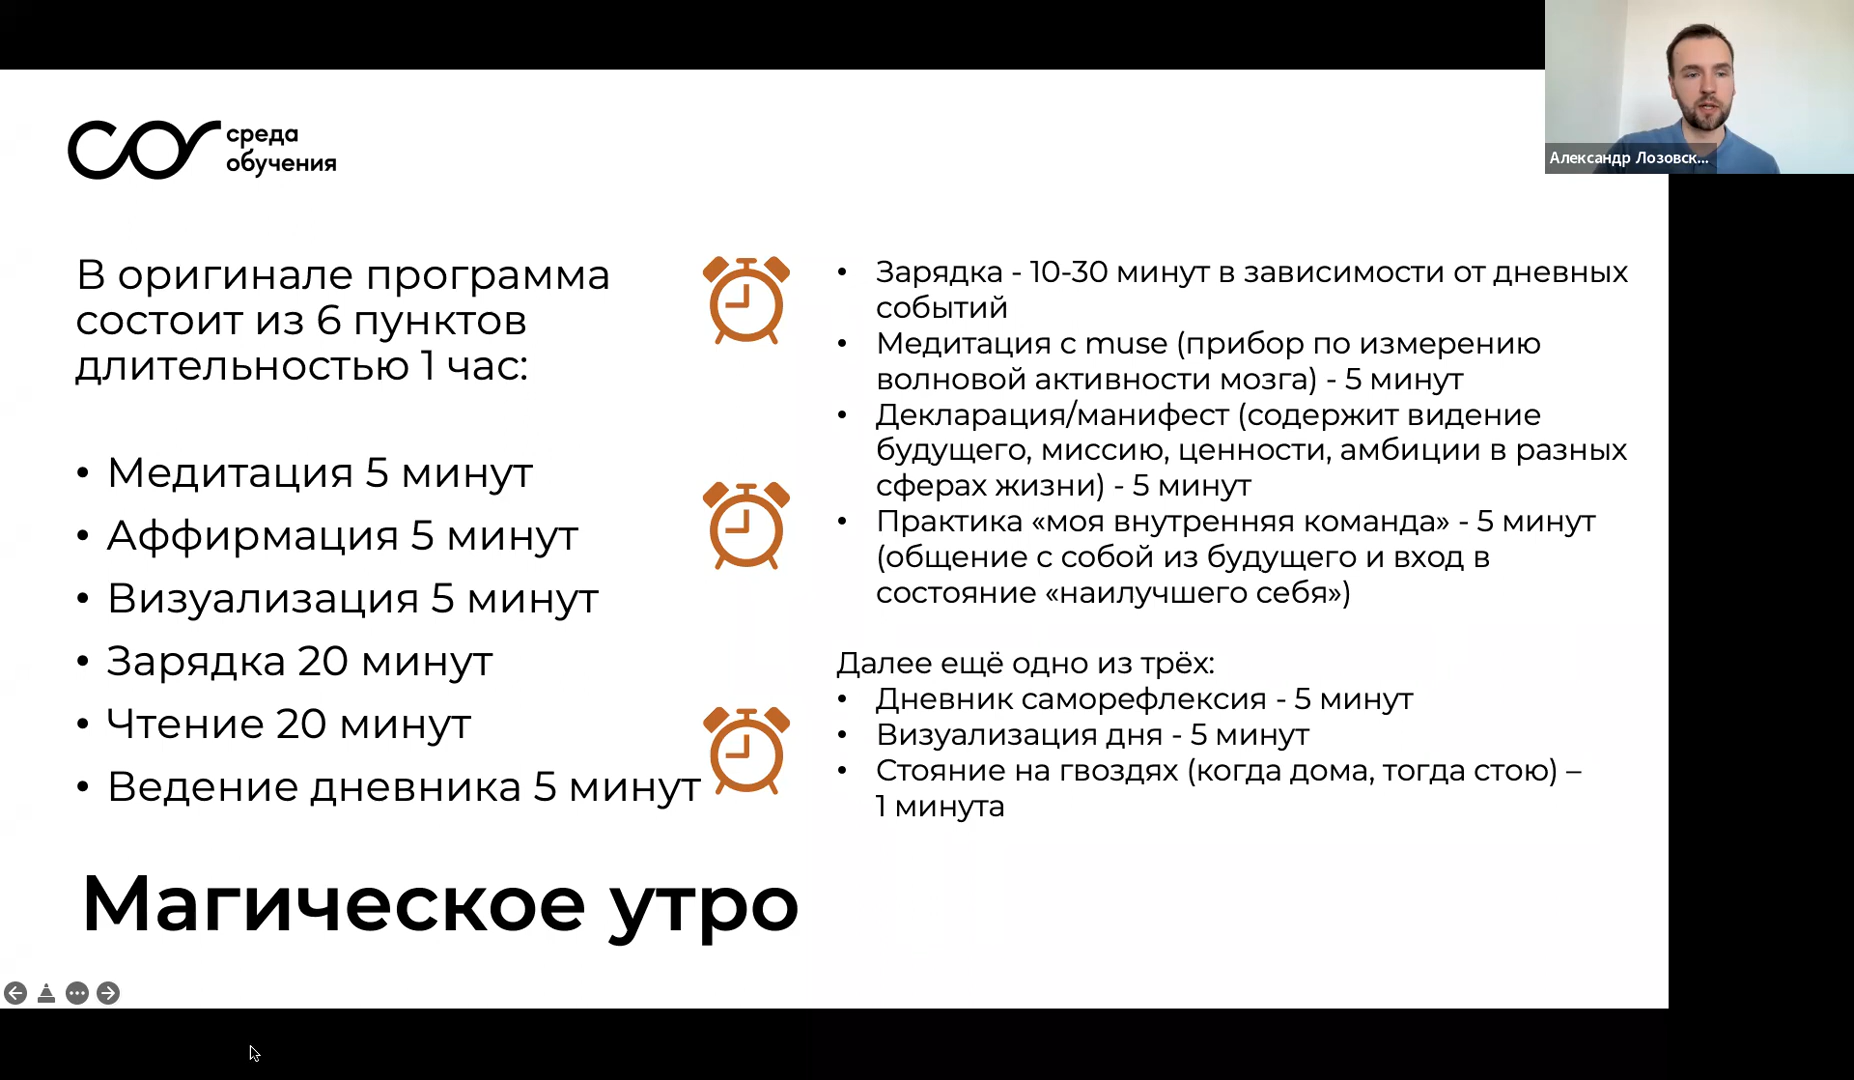 среда
обучения
Александр Лозовск...
В оригинале программа
состоит из 6 пунктов
длительностью 1 час:
• Медитация 5 минут
• Аффирмация 5 минут
• Визуализация 5 минут
• Зарядка 20 минут
• Чтение 20 минут
• Ведение дневника 5 минут
• Зарядка - 10-30 минут в зависимости от дневных
событий
• Медитация с muse (прибор по измерению
волновой активности мозга) - 5 минут
• Декларация/манифест (содержит видение
будущего, миссию, ценности, амбиции в разных
сферах жизни) - 5 минут
• Практика «моя внутренняя команда» - 5 минут
(общение с собой из будущего и вход в
состояние «наилучшего себя»)
Далее ещё одно из трёх:
• Дневник саморефлексия - 5 минут
• Визуализация дня - 5 минут
• Стояние на гвоздях (когда дома, тогда стою) –
1 минута
Магическое утро